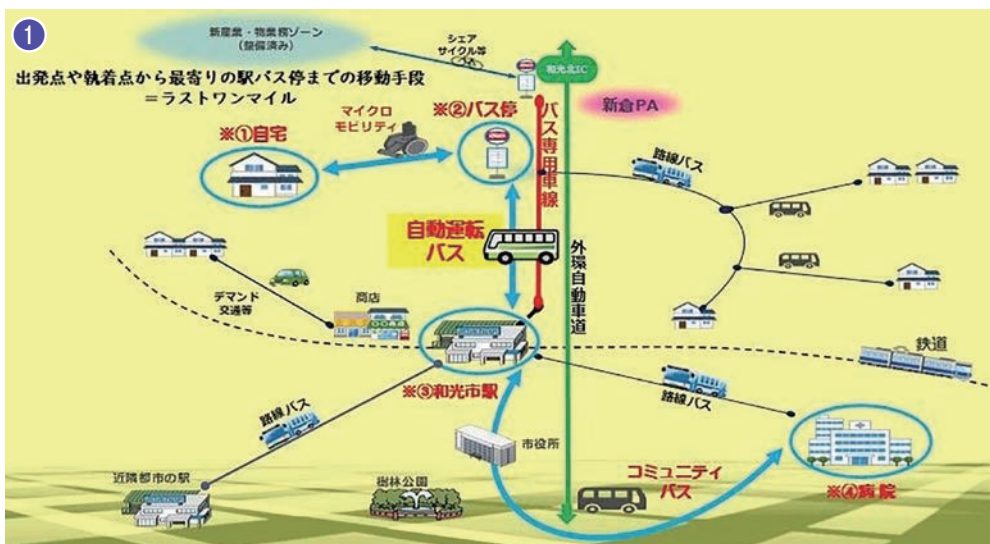 1
新産業・物業務ゾーン
(整備済み)
シェア
サイクル等
和光北IC
出発点や執着点から最寄りの駅バス停までの移動手段
=ラストワンマイル
新倉PA
マイクロ
モビリティ
※②バス停
※①自宅
バス専用車線
路線バス
自動運転
バス
外環自動車道
デマンド
交通等
商店
鉄道
※③和光市駅
路線バス
路線バス
市役所
近隣都市の駅
樹林公園
コミュニティ
バス
※④病院